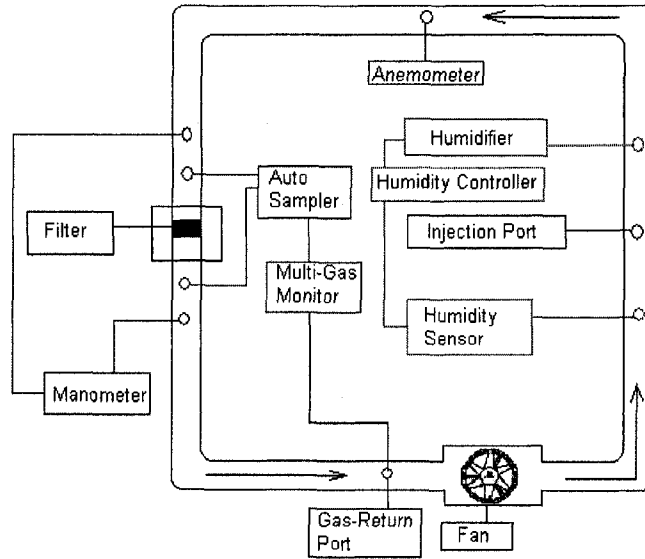 Anemometer
Humidifier
Auto
Sampler
Humidity Controller
Filter
Injection Port
Multi-Gas
Monitor
Humidity
Sensor
Manometer
Gas-Return
Port
Fan